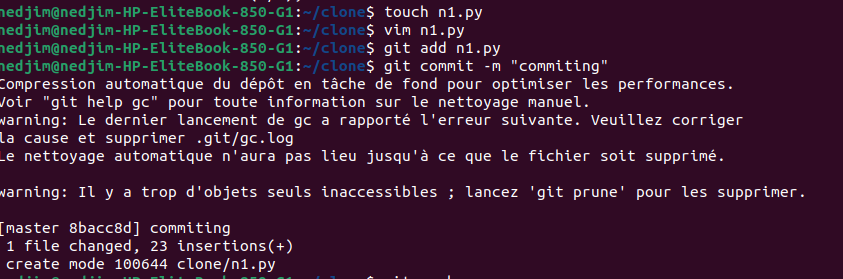 nedjim@nedjim-HP-EliteBook-850-G1:~/clone$ touch n1.py
nedjim@nedjim-HP-EliteBook-850-G1:~/clone$ vim n1.py
nedjim@nedjim-HP-EliteBook-850-G1:~/clone$ git add n1.py
nedjim@nedjim-HP-EliteBook-850-G1:~/clone$ git commit -m "commiting"
Compression automatique du dépôt en tâche de fond pour optimiser les performances.
Voir "git help gc" pour toute information sur le nettoyage manuel.
warning: Le dernier lancement de gc a rapporté l'erreur suivante. Veuillez corriger
la cause et supprimer .git/gc.log
Le nettoyage automatique n'aura pas lieu jusqu'à ce que le fichier soit supprimé.
warning: Il y a trop d'objets seuls inaccessibles ; lancez 'git prune' pour les supprimer.
[master 8bacc8d] commiting
1 file changed, 23 insertions(+)
create mode 100644 clone/n1.py